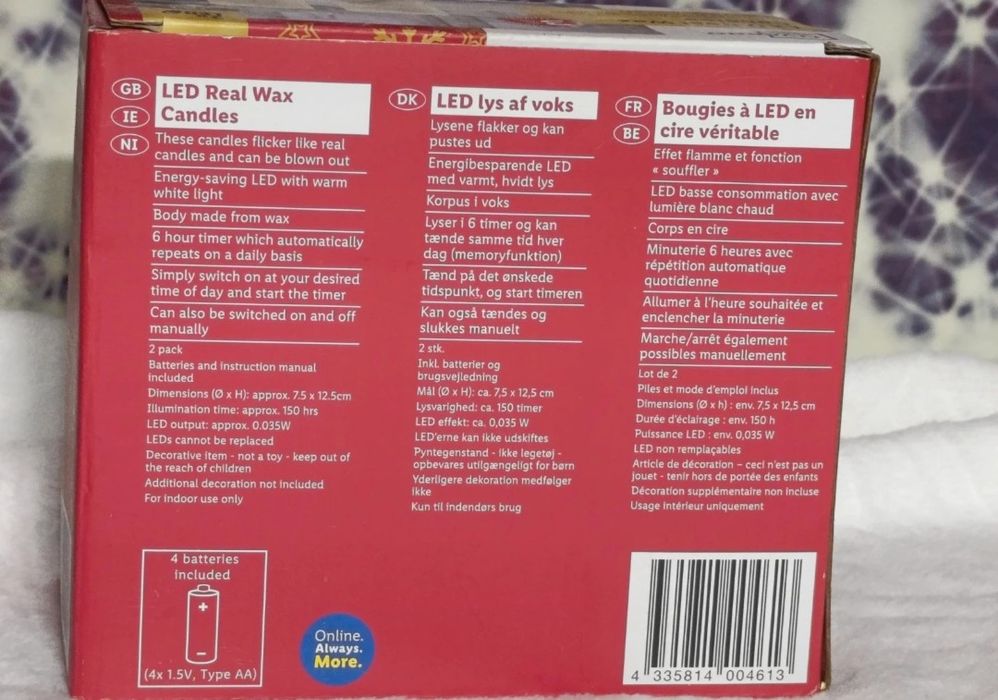 GB
IE
NI
LED Real Wax
Candles
These candles flicker like real
candles and can be blown out
Energy-saving LED with warm
white light
Body made from wax
6 hour timer which automatically
repeats on a daily basis
Simply switch on at your desired
time of day and start the timer
Can also be switched on and off
manually
2 pack
Batteries and instruction manual
included
Dimensions (Ø x H): approx. 7.5 x 12.5cm
Illumination time: approx. 150 hrs
LED output: approx. 0.035W
LEDs cannot be replaced
Decorative item - not a toy - keep out of
the reach of children
Additional decoration not included
For indoor use only
4 batteries
included
+
–
(4x 1.5V, Type AA)
DK
LED lys af voks
Lysene flakker og kan
pustes ud
Energibesparende LED
med varmt, hvidt lys
Korpus i voks
Lyser i 6 timer og kan
tænde samme tid hver
dag (memoryfunktion)
Tænd på det ønskede
tidspunkt, og start timeren
Kan også tændes og
slukkes manuelt
2 stk.
Inkl. batterier og
brugsvejledning
Mål (Ø x H): ca. 7,5 x 12,5 cm
Lysvarighed: ca. 150 timer
LED effekt: ca. 0,035 W
LED'erne kan ikke udskiftes
Pyntegenstand - ikke legetøj -
opbevares utilgængeligt for børn
Yderligere dekoration medfølger
ikke
Kun til indendørs brug
Online.
Always.
More.
FR
BE
Bougies à LED en
cire véritable
Effet flamme et fonction
« souffler »
LED basse consommation avec
lumière blanc chaud
Corps en cire
Minuterie 6 heures avec
répétition automatique
quotidienne
Allumer à l'heure souhaitée et
enclencher la minuterie
Marche/arrêt également
possibles manuellement
Lot de 2
Piles et mode d'emploi inclus
Dimensions (Ø x h) : env. 7,5 x 12,5 cm
Durée d'éclairage : env. 150 h
Puissance LED : env. 0,035 W
LED non remplaçables
Article de décoration – ceci n'est pas un
jouet - tenir hors de portée des enfants
Décoration supplémentaire non incluse
Usage intérieur uniquement
4 335814 004613